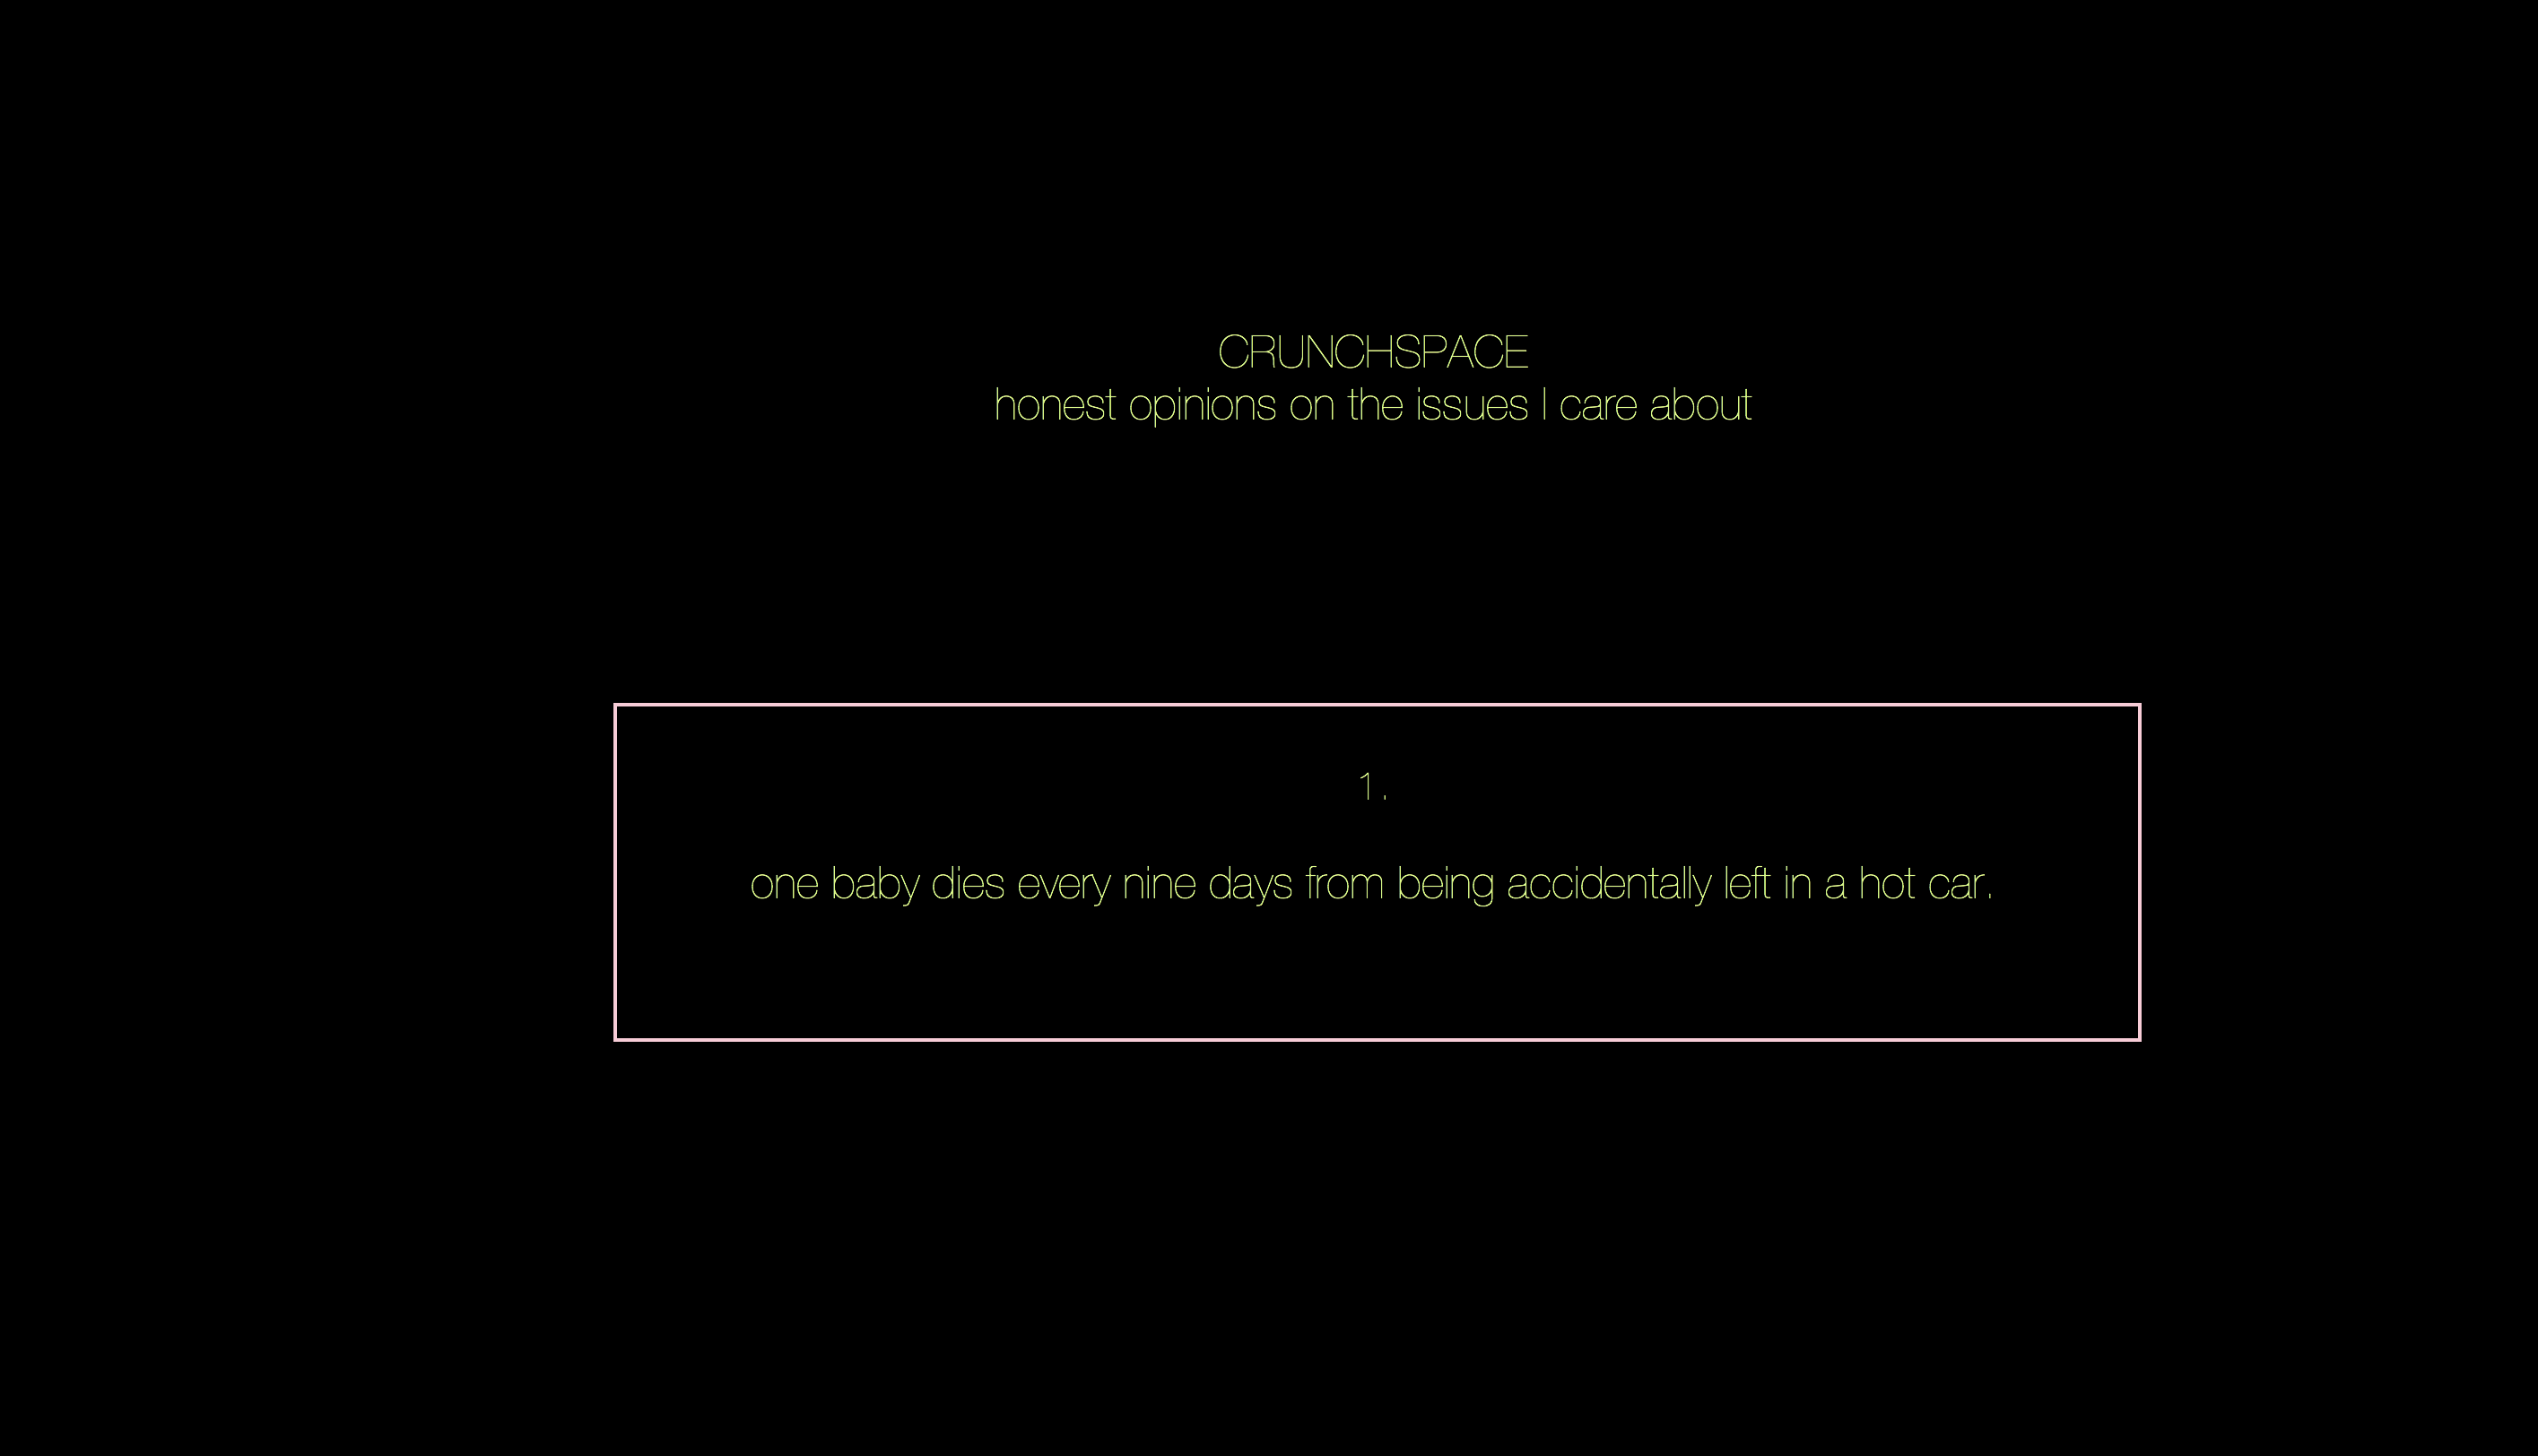 CRUNCHSPACE
honest opinions on the issues I care about
1.
one baby dies every nine days from being accidentally left in a hot car.